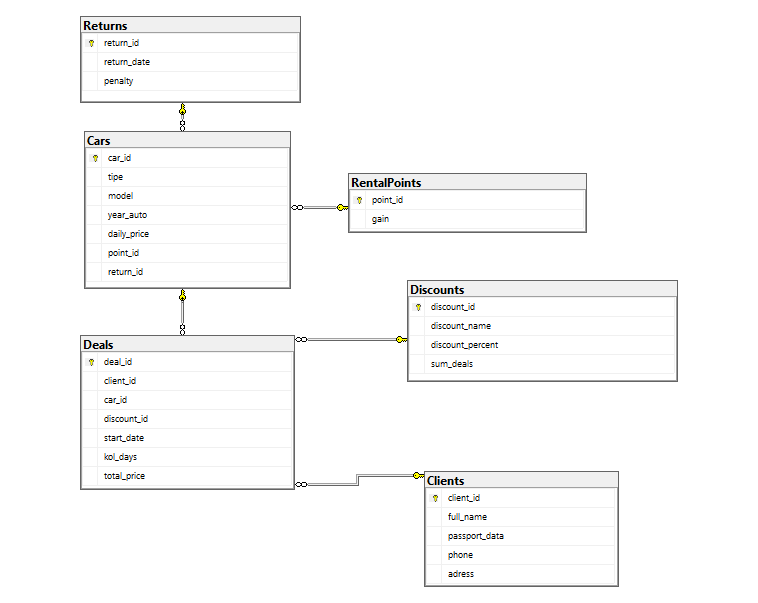 Returns
return_id
return_date
penalty
Cars
car_id
tipe
model
year_auto
daily_price
point_id
return_id
RentalPoints
point_id
gain
Discounts
discount_id
discount_name
discount_percent
sum_deals
Deals
deal_id
client_id
car_id
discount_id
start_date
kol_days
total_price
Clients
client_id
full_name
passport_data
phone
adress